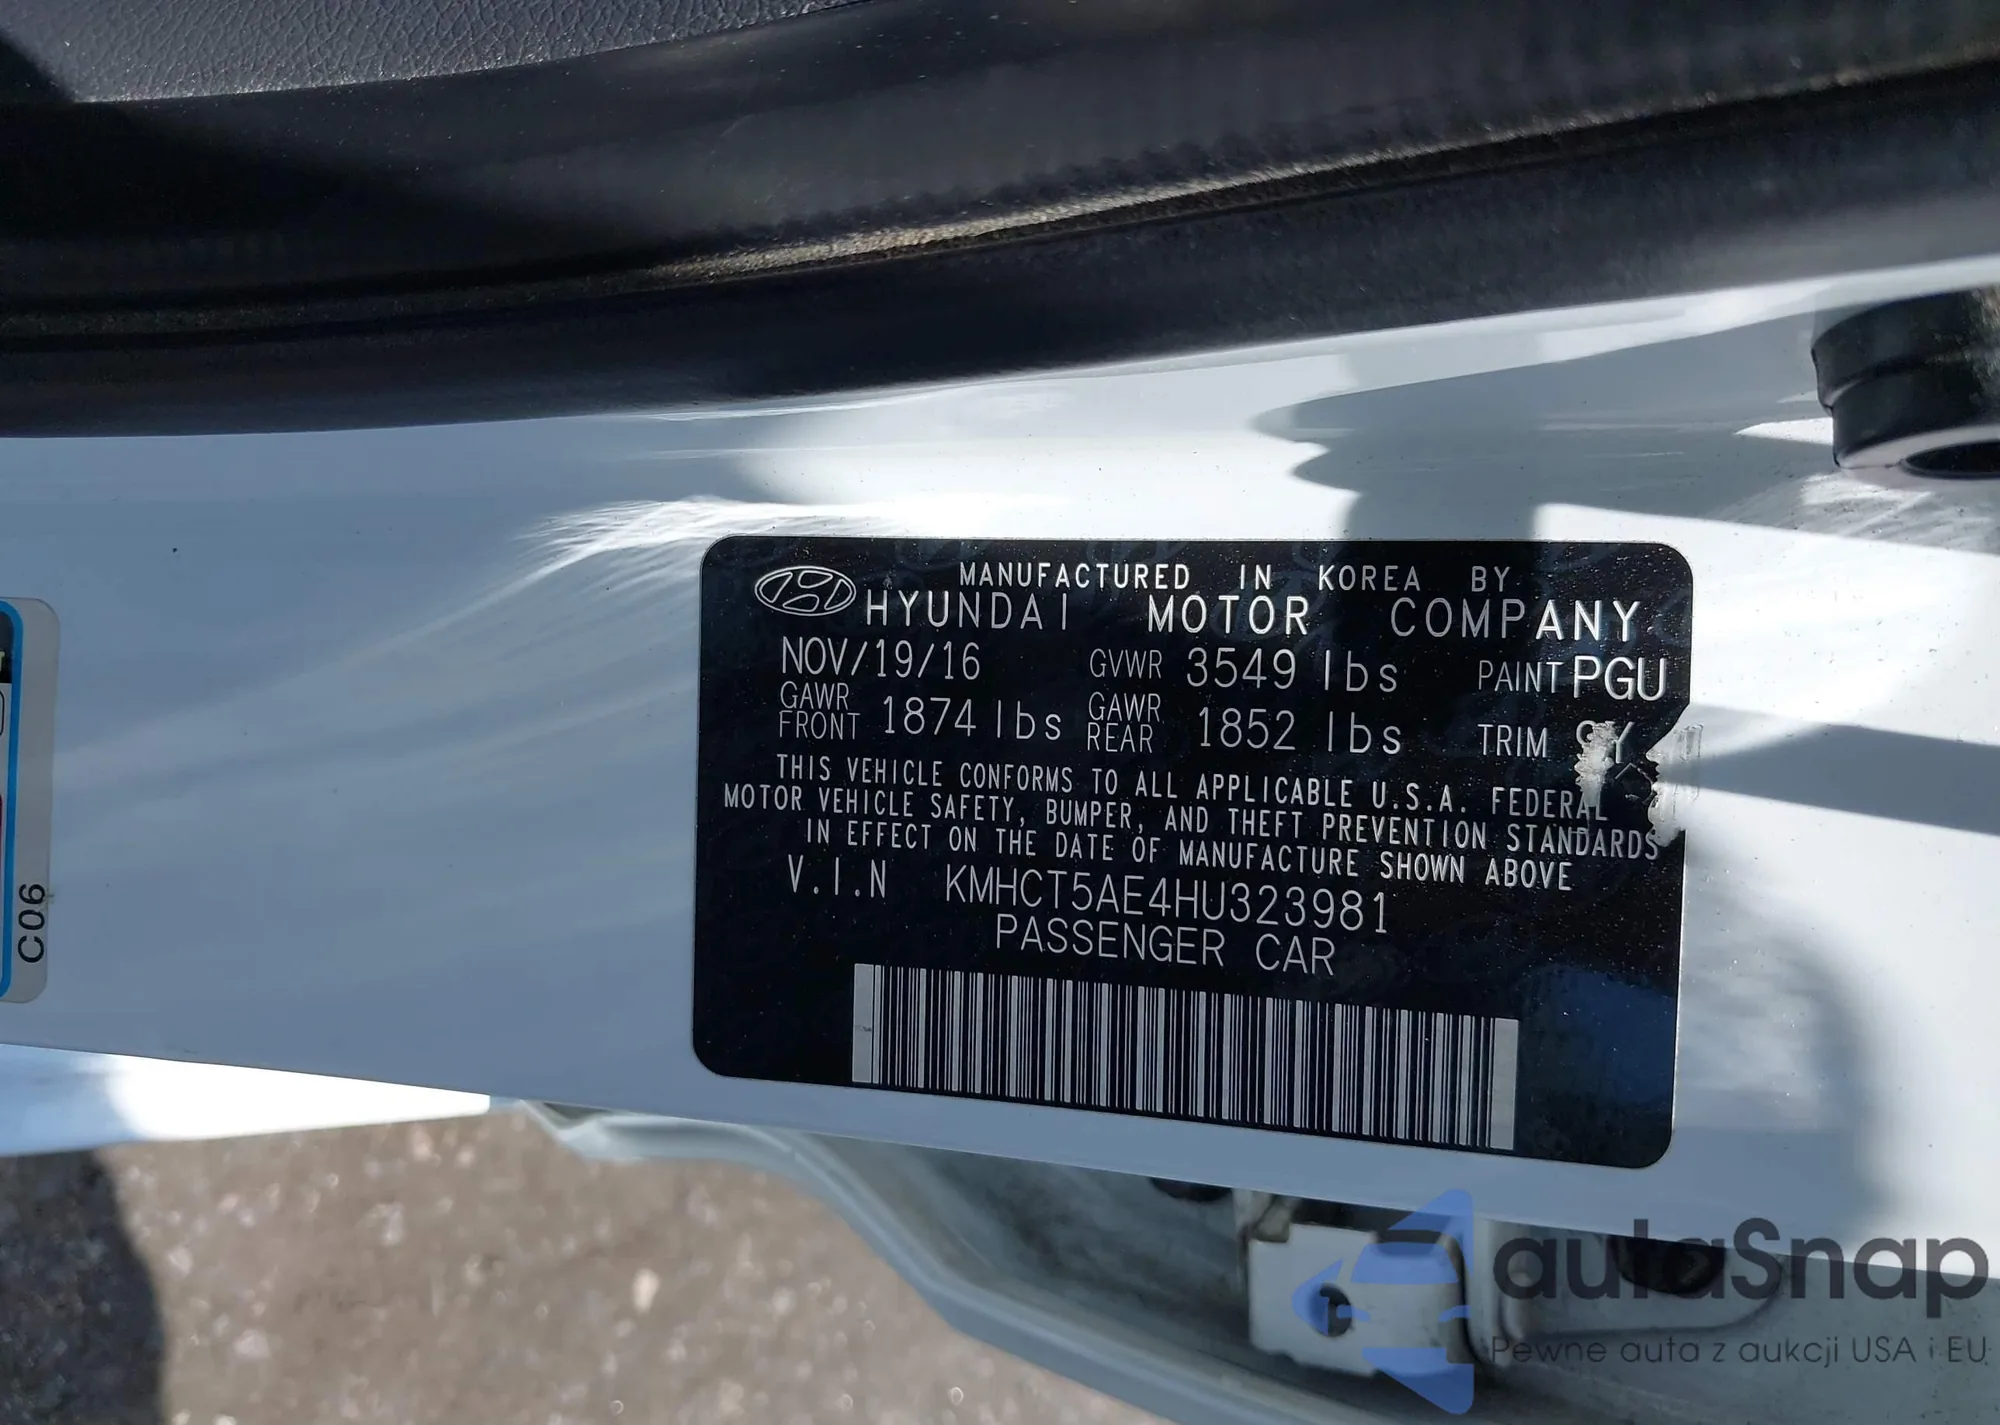 MANUFACTURED IN KOREA BY
HYUNDAI MOTOR COMPANY
NOV/19/16 GVWR 3549 lbs PAINT PGU
GAWR FRONT 1874 lbs GAWR REAR 1852 lbs TRIM
THIS VEHICLE CONFORMS TO ALL APPLICABLE U.S.A. FEDERAL
MOTOR VEHICLE SAFETY, BUMPER, AND THEFT PREVENTION STANDARDS
IN EFFECT ON THE DATE OF MANUFACTURE SHOWN ABOVE
V.I.N KMHCT5AE4HU323981
PASSENGER CAR
C06
autaSnap
Pewne auta z aukcji USA i EU